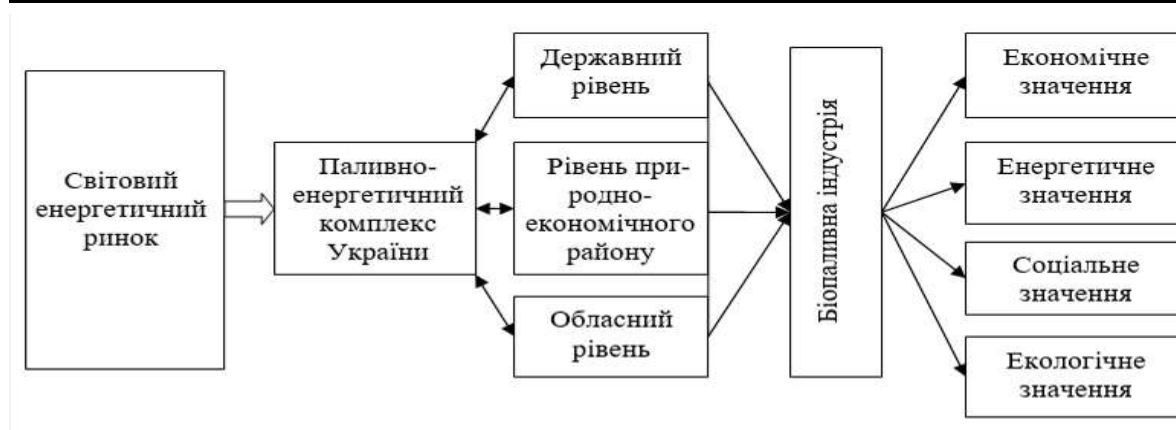 Світовий
енергетичний
ринок
Паливно-
енергетичний
комплекс
України
Державний
рівень
Рівень при-
родно-
економічного
району
Обласний
рівень
Біопаливна індустрія
Економічне
значення
Енергетичне
значення
Соціальне
значення
Екологічне
значення